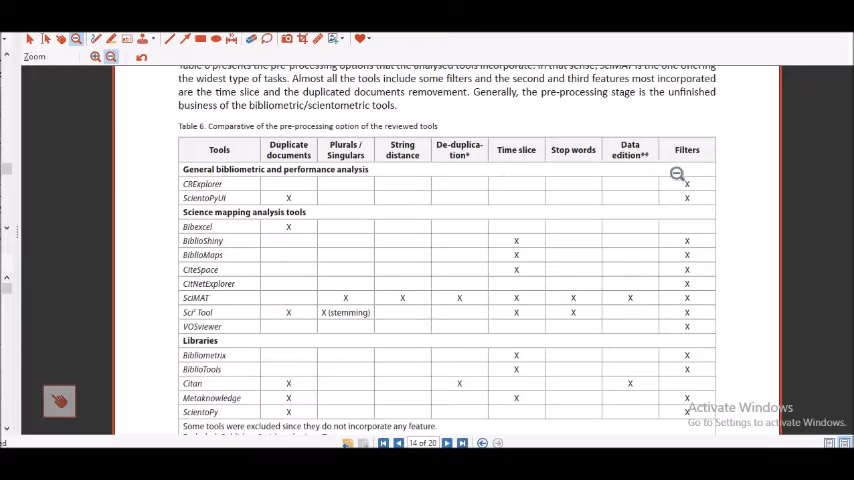 Zoom
Table 6 presents the pre-processing options that the analysed tools incorporate. In that sense, SciMAT is the one offering
the widest type of tasks. Almost all the tools include some filters and the second and third features most incorporated
are the time slice and the duplicated documents removement. Generally, the pre-processing stage is the unfinished
business of the bibliometric/scientometric tools.
Table 6. Comparative of the pre-processing option of the reviewed tools
Tools Duplicate documents Plurals / Singulars String distance De-duplica-tion* Time slice Stop words Data edition** Filters
General bibliometric and performance analysis
CRExplorer X
ScientoPyUI X X
Science mapping analysis tools
Bibexcel X
BiblioShiny X X
BiblioMaps X X
CiteSpace X X
CitNetExplorer X
SciMAT X X X X X X X
Sci² Tool X X (stemming) X X X
VOSviewer X
Libraries
Bibliometrix X X
BiblioTools X X
Citan X X X
Metaknowledge X X X
ScientoPy X X
Some tools were excluded since they do not incorporate any feature.
Activate Windows
Go to Settings to activate Windows.
14 of 20